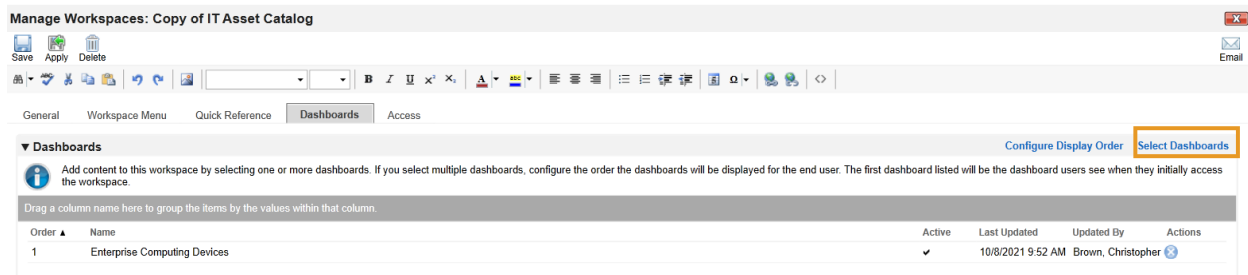 Manage Workspaces: Copy of IT Asset Catalog
Save Apply Delete
Email
ABC
B I U x² X₂ A abc Ω <>
General Workspace Menu Quick Reference Dashboards Access
▼ Dashboards Configure Display Order Select Dashboards
Add content to this workspace by selecting one or more dashboards. If you select multiple dashboards, configure the order the dashboards will be displayed for the end user. The first dashboard listed will be the dashboard users see when they initially access
the workspace.
Drag a column name here to group the items by the values within that column.
Order ▲ Name Active Last Updated Updated By Actions
1 Enterprise Computing Devices ✔ 10/8/2021 9:52 AM Brown, Christopher